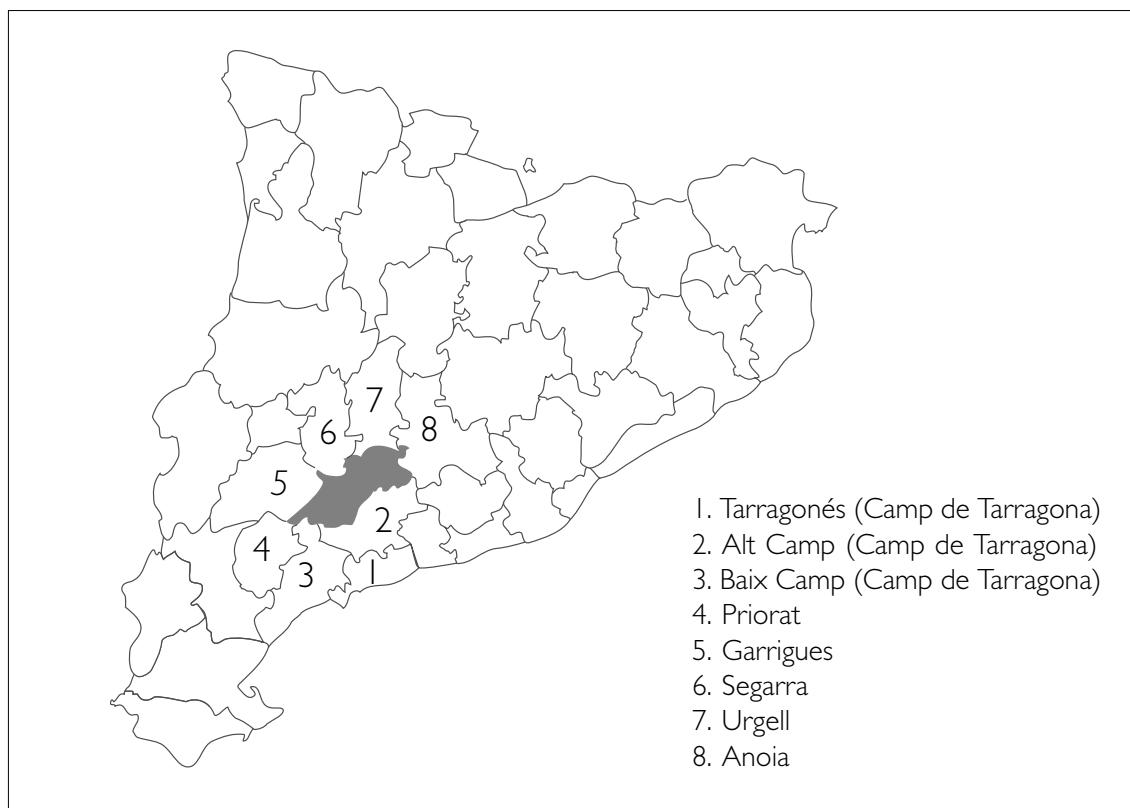 7
8
6
5
2
4
3
1
1. Tarragonés (Camp de Tarragona)
2. Alt Camp (Camp de Tarragona)
3. Baix Camp (Camp de Tarragona)
4. Priorat
5. Garrigues
6. Segarra
7. Urgell
8. Anoia